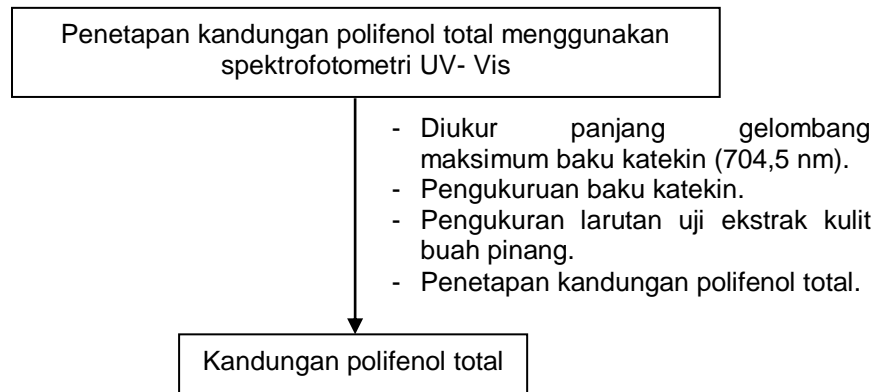 Penetapan kandungan polifenol total menggunakan
spektrofotometri UV- Vis
- Diukur panjang gelombang
maksimum baku katekin (704,5 nm).
- Pengukuruan baku katekin.
- Pengukuran larutan uji ekstrak kulit
buah pinang.
- Penetapan kandungan polifenol total.
Kandungan polifenol total